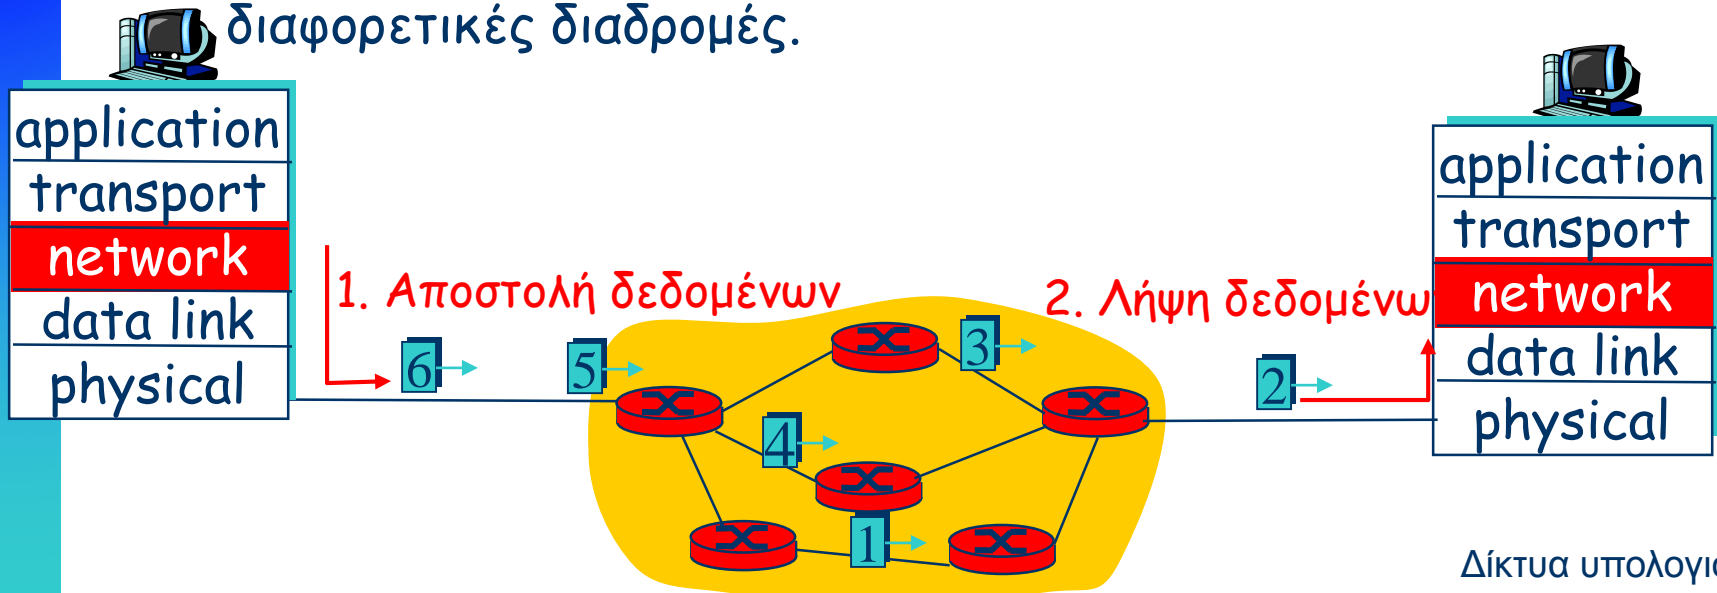 διαφορετικές διαδρομές.
application
transport
network
data link
physical
1. Αποστολή δεδομένων
2. Λήψη δεδομένω
6
5
3
2
4
1
application
transport
network
data link
physical
Δίκτυα υπολογισ